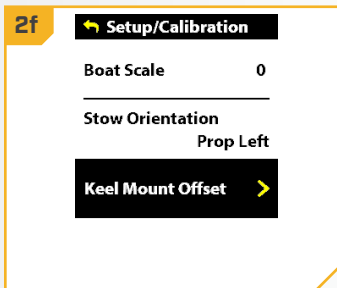 2f
Setup/Calibration
Boat Scale 0
Stow Orientation
Prop Left
Keel Mount Offset